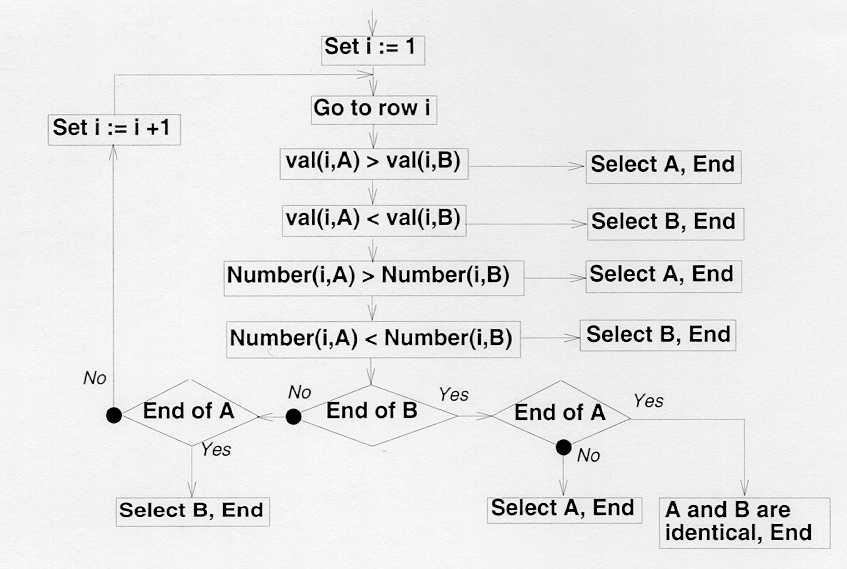 Set i := 1
Set i := i +1
Go to row i
val(i,A) > val(i,B)
Select A, End
val(i,A) < val(i,B)
Select B, End
Number(i,A) > Number(i,B)
Select A, End
Number(i,A) < Number(i,B)
Select B, End
No
End of A
No
End of B
Yes
End of A
Yes
Yes
No
Select B, End
Select A, End
A and B are
identical, End